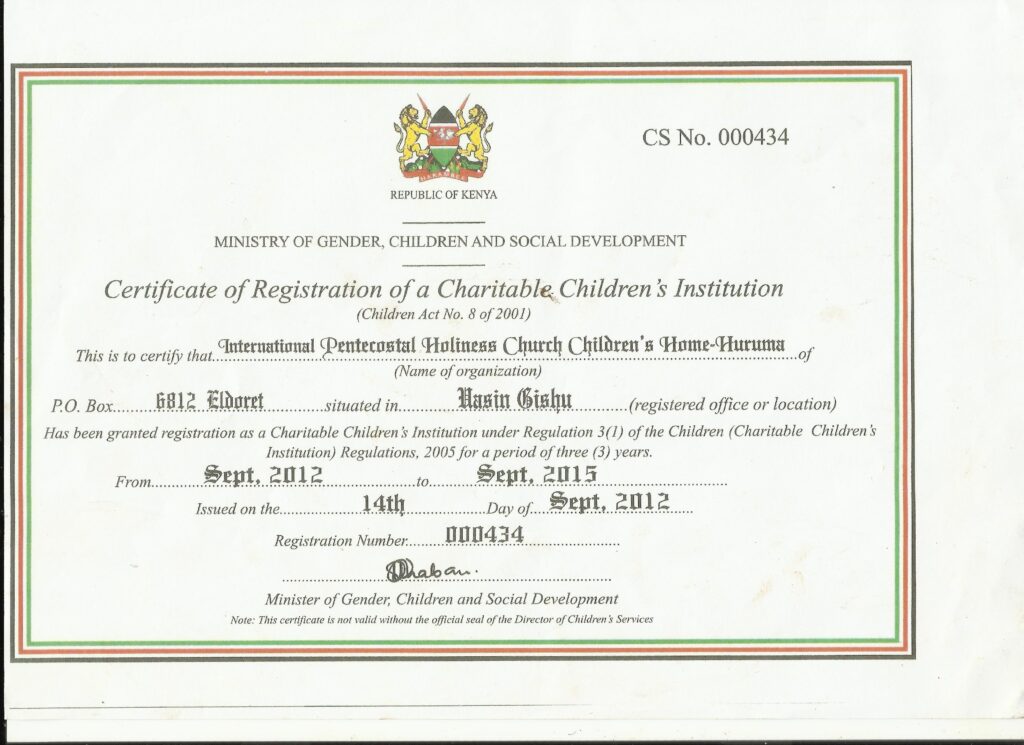 CS No. 000434
HARAMBEE
REPUBLIC OF KENYA
MINISTRY OF GENDER, CHILDREN AND SOCIAL DEVELOPMENT
Certificate of Registration of a Charitable Children's Institution
(Children Act No. 8 of 2001)
This is to certify that International Pentecostal Holiness Church Children's Home-Huruma of
(Name of organization)
P.O. Box 6812 Eldoret situated in Uasin Gishu (registered office or location)
Has been granted registration as a Charitable Children's Institution under Regulation 3(1) of the Children (Charitable Children's
Institution) Regulations, 2005 for a period of three (3) years.
From Sept, 2012 to Sept, 2015
Issued on the 14th Day of Sept, 2012
Registration Number 000434
Minister of Gender, Children and Social Development
Note: This certificate is not valid without the official seal of the Director of Children's Services